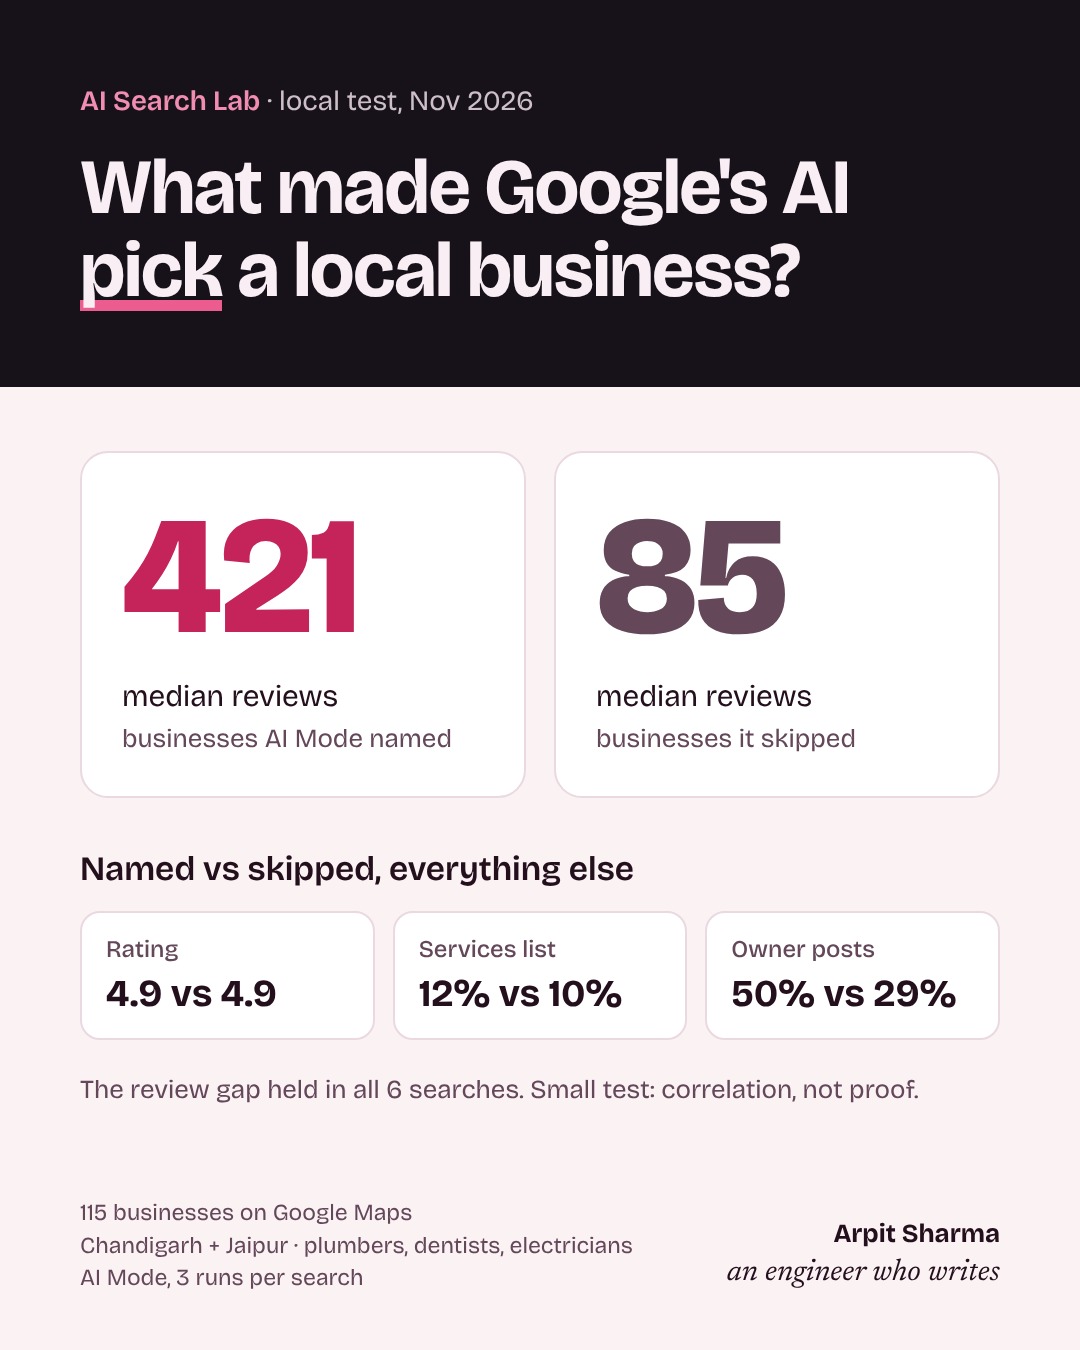 AI Search Lab · local test, Nov 2026
What made Google's AI
pick a local business?
421
median reviews
businesses AI Mode named
85
median reviews
businesses it skipped
Named vs skipped, everything else
Rating
4.9 vs 4.9
Services list
12% vs 10%
Owner posts
50% vs 29%
The review gap held in all 6 searches. Small test: correlation, not proof.
115 businesses on Google Maps
Chandigarh + Jaipur · plumbers, dentists, electricians
AI Mode, 3 runs per search
Arpit Sharma
an engineer who writes